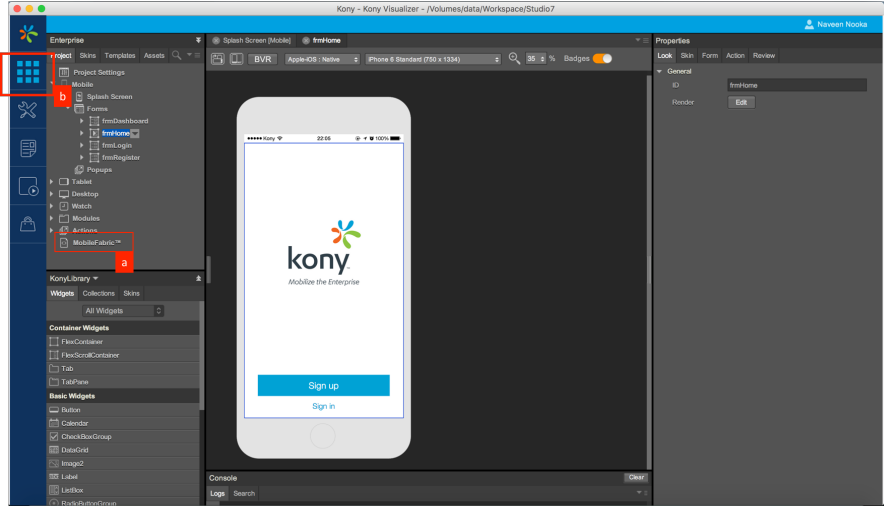 Kony - Kony Visualizer - /Volumes/data/Workspace/Studio7
Naveen Nooka
Enterprise
Project Skins Templates Assets
Project Settings
Mobile
Splash Screen
Forms
frmDashboard
frmHome
frmLogin
frmRegister
Popups
Tablet
Desktop
Watch
Modules
Actions
MobileFabric™
b
a
KonyLibrary
Widgets Collections Skins
All Widgets
Container Widgets
FlexContainer
FlexScrollContainer
Tab
TabPane
Basic Widgets
Button
Calendar
CheckBoxGroup
DataGrid
Image2
Label
ListBox
RadioButtonGroup
Splash Screen [Mobile] frmHome
BVR Apple-iOS : Native iPhone 6 Standard (750 x 1334) 35 % Badges
Kony 22:05 100%
kony
Mobilize the Enterprise
Sign up
Sign in
Console Clear
Logs Search
Properties
Look Skin Form Action Review
General
ID frmHome
Render Edit